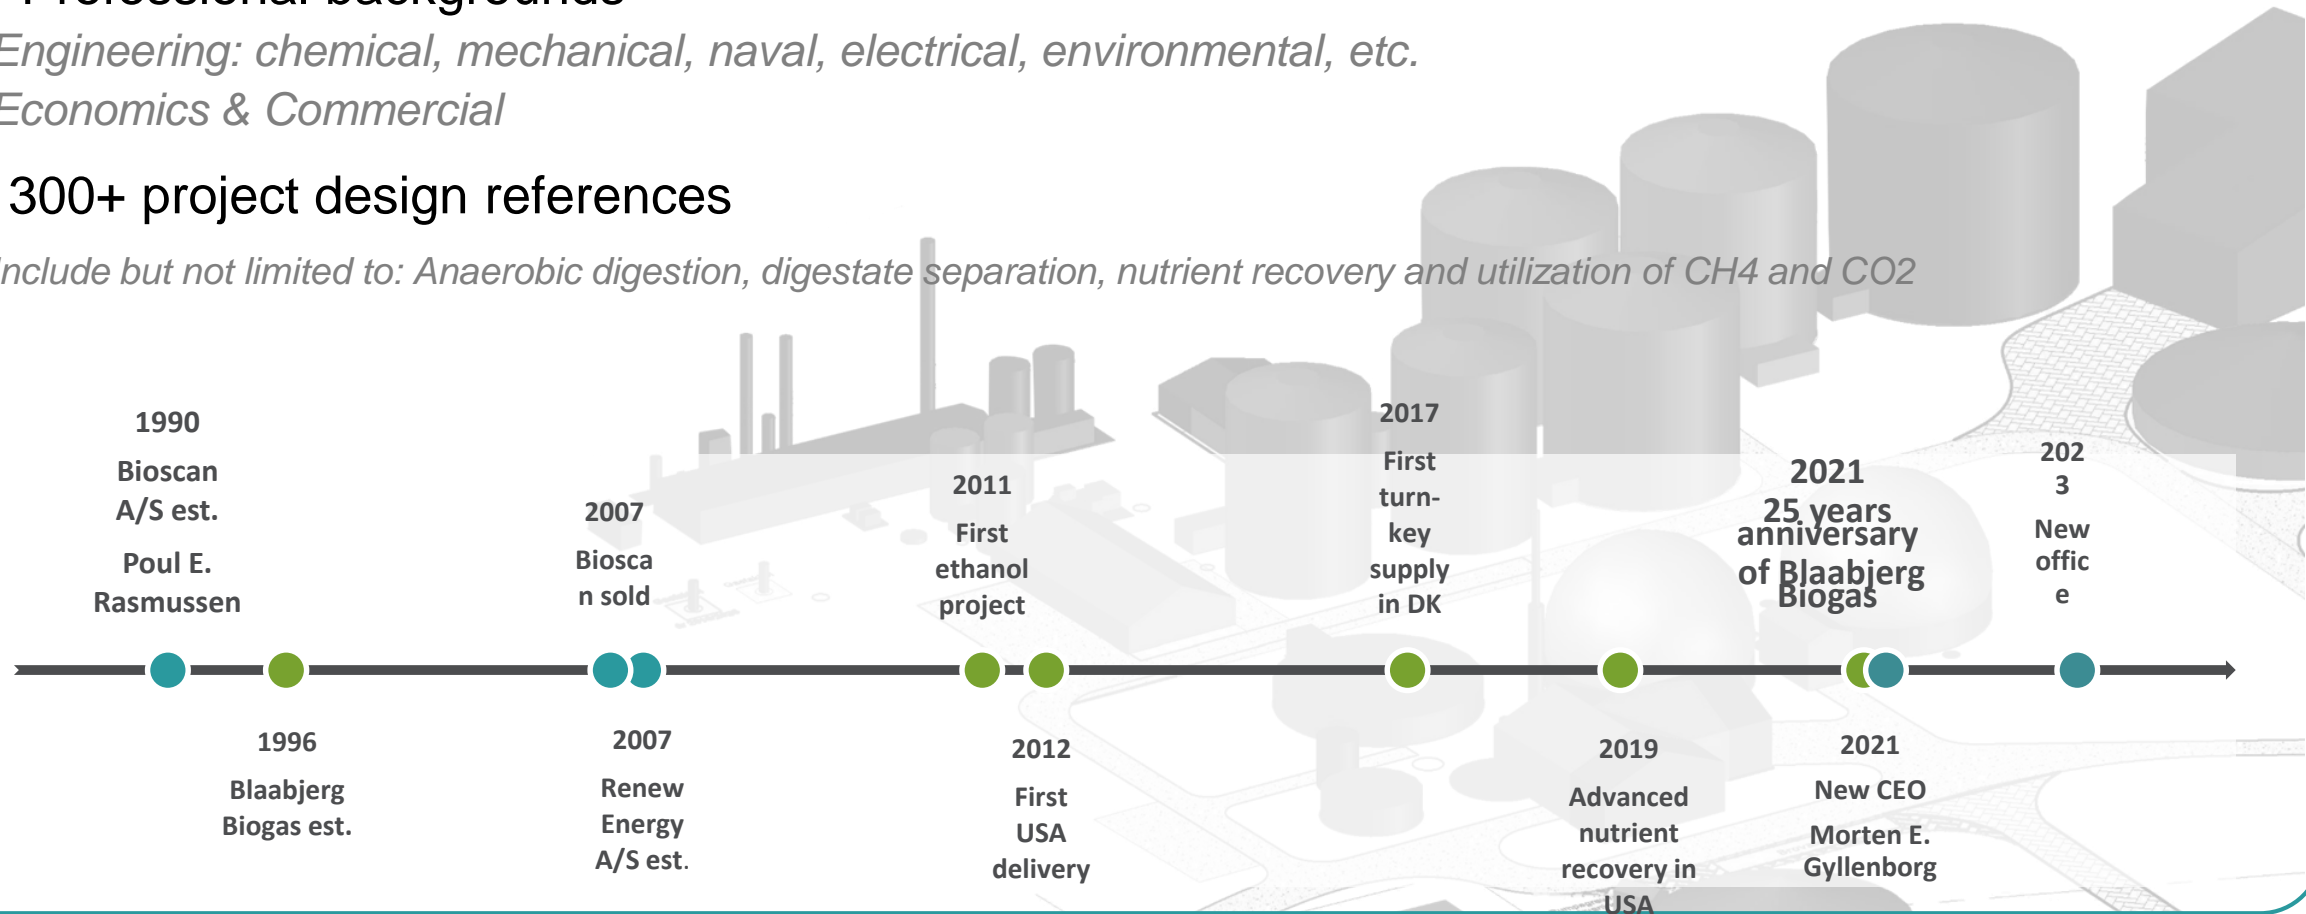 Professional backgrounds
Engineering: chemical, mechanical, naval, electrical, environmental, etc.
Economics & Commercial
300+ project design references
Include but not limited to: Anaerobic digestion, digestate separation, nutrient recovery and utilization of CH4 and CO2
1990
Bioscan
A/S est.
Poul E.
Rasmussen
2007
Biosca
n sold
2011
First
ethanol
project
2017
First
turn-
key
supply
in DK
2021
25 years
anniversary
of Blaabjerg
Biogas
202
3
New
offic
e
1996
Blaabjerg
Biogas est.
2007
Renew
Energy
A/S est.
2012
First
USA
delivery
2019
Advanced
nutrient
recovery in
USA
2021
New CEO
Morten E.
Gyllenborg